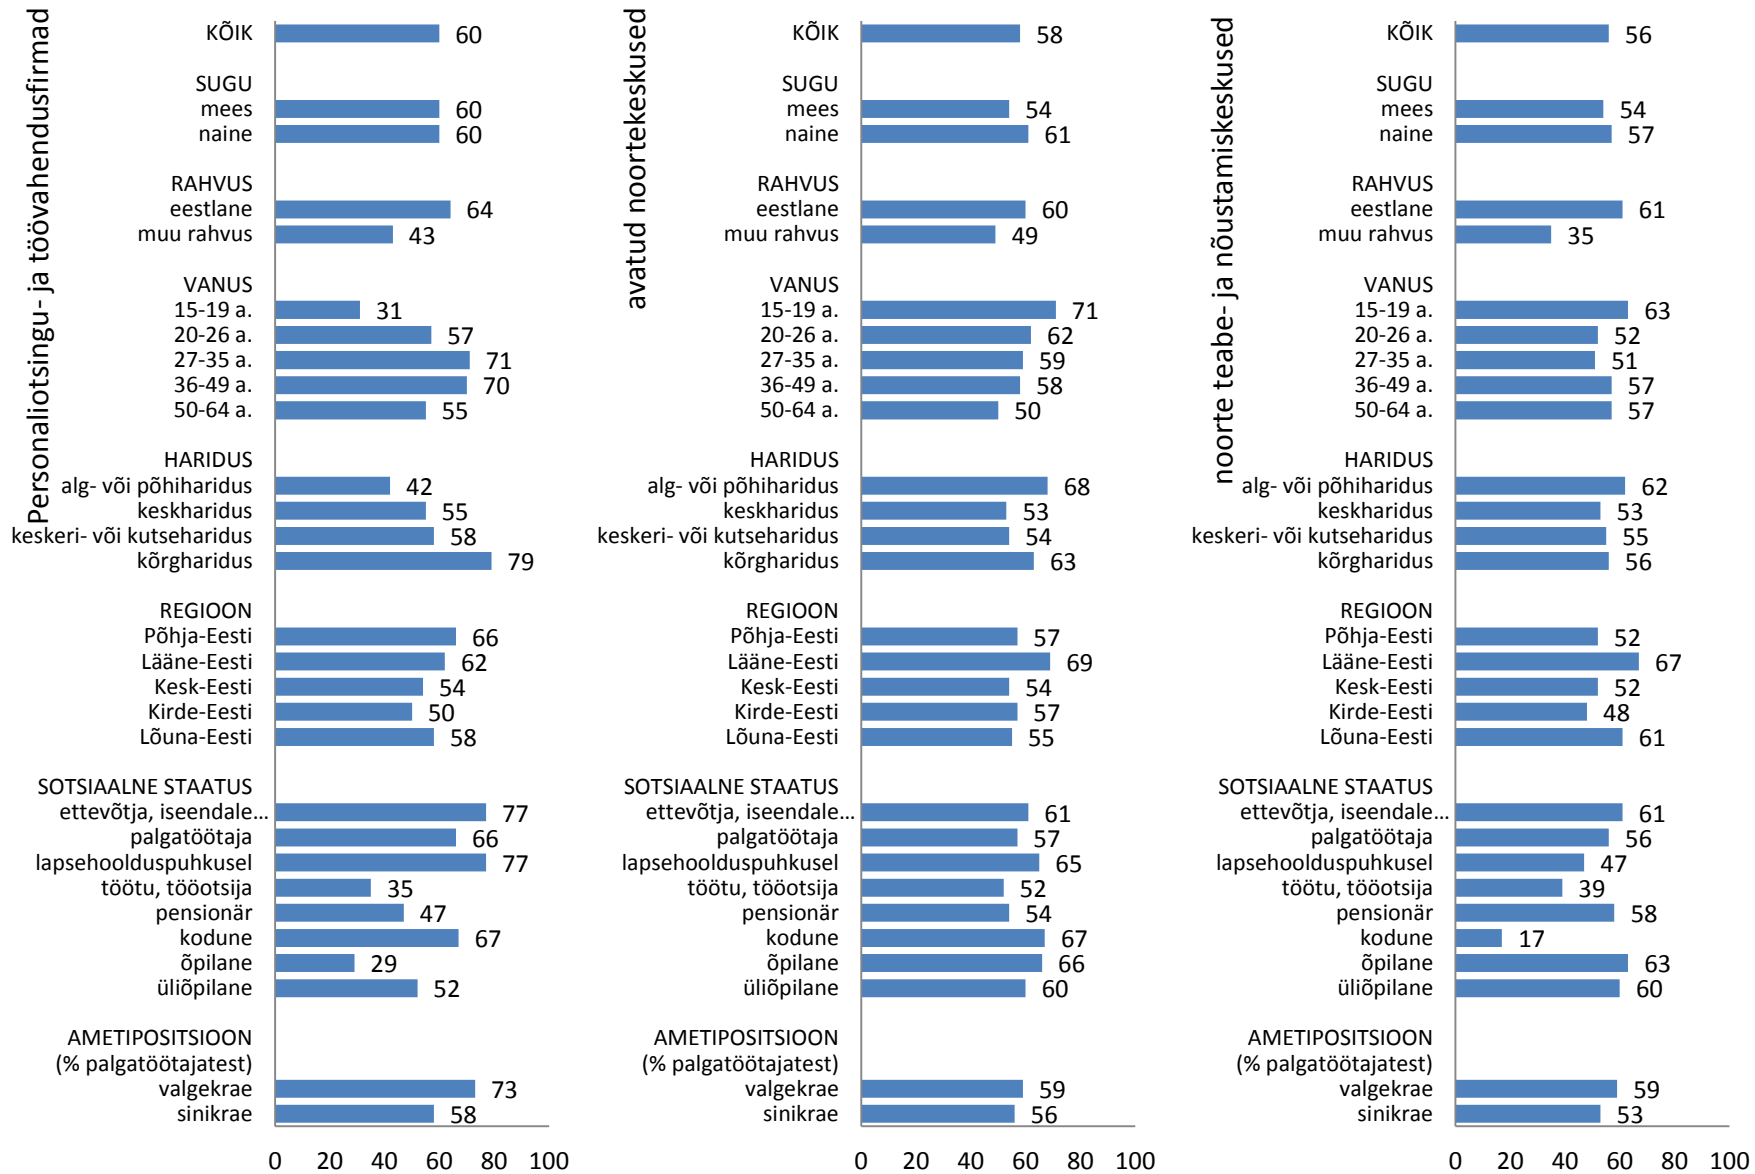 Personaliotsingu- ja töövahendusfirmad
KÕIK 60
SUGU
mees 60
naine 60
RAHVUS
eestlane 64
muu rahvus 43
VANUS
15-19 a. 31
20-26 a. 57
27-35 a. 71
36-49 a. 70
50-64 a. 55
HARIDUS
alg- või põhiharidus 42
keskharidus 55
keskeri- või kutseharidus 58
kõrgharidus 79
REGIOON
Põhja-Eesti 66
Lääne-Eesti 62
Kesk-Eesti 54
Kirde-Eesti 50
Lõuna-Eesti 58
SOTSIAALNE STAATUS
ettevõtja, iseendale... 77
palgatöötaja 66
lapsehoolduspuhkusel 77
töötu, tööotsija 35
pensionär 47
kodune 67
õpilane 29
üliõpilane 52
AMETIPOSITSIOON
(% palgatöötajatest)
valgekrae 73
sinikrae 58
0 20 40 60 80 100
avatud noortekeskused
KÕIK 58
SUGU
mees 54
naine 61
RAHVUS
eestlane 60
muu rahvus 49
VANUS
15-19 a. 71
20-26 a. 62
27-35 a. 59
36-49 a. 58
50-64 a. 50
HARIDUS
alg- või põhiharidus 68
keskharidus 53
keskeri- või kutseharidus 54
kõrgharidus 63
REGIOON
Põhja-Eesti 57
Lääne-Eesti 69
Kesk-Eesti 54
Kirde-Eesti 57
Lõuna-Eesti 55
SOTSIAALNE STAATUS
ettevõtja, iseendale... 61
palgatöötaja 57
lapsehoolduspuhkusel 65
töötu, tööotsija 52
pensionär 54
kodune 67
õpilane 66
üliõpilane 60
AMETIPOSITSIOON
(% palgatöötajatest)
valgekrae 59
sinikrae 56
0 20 40 60 80 100
noorte teabe- ja nõustamiskeskused
KÕIK 56
SUGU
mees 54
naine 57
RAHVUS
eestlane 61
muu rahvus 35
VANUS
15-19 a. 63
20-26 a. 52
27-35 a. 51
36-49 a. 57
50-64 a. 57
HARIDUS
alg- või põhiharidus 62
keskharidus 53
keskeri- või kutseharidus 55
kõrgharidus 56
REGIOON
Põhja-Eesti 52
Lääne-Eesti 67
Kesk-Eesti 52
Kirde-Eesti 48
Lõuna-Eesti 61
SOTSIAALNE STAATUS
ettevõtja, iseendale... 61
palgatöötaja 56
lapsehoolduspuhkusel 47
töötu, tööotsija 39
pensionär 58
kodune 17
õpilane 63
üliõpilane 60
AMETIPOSITSIOON
(% palgatöötajatest)
valgekrae 59
sinikrae 53
0 20 40 60 80 100